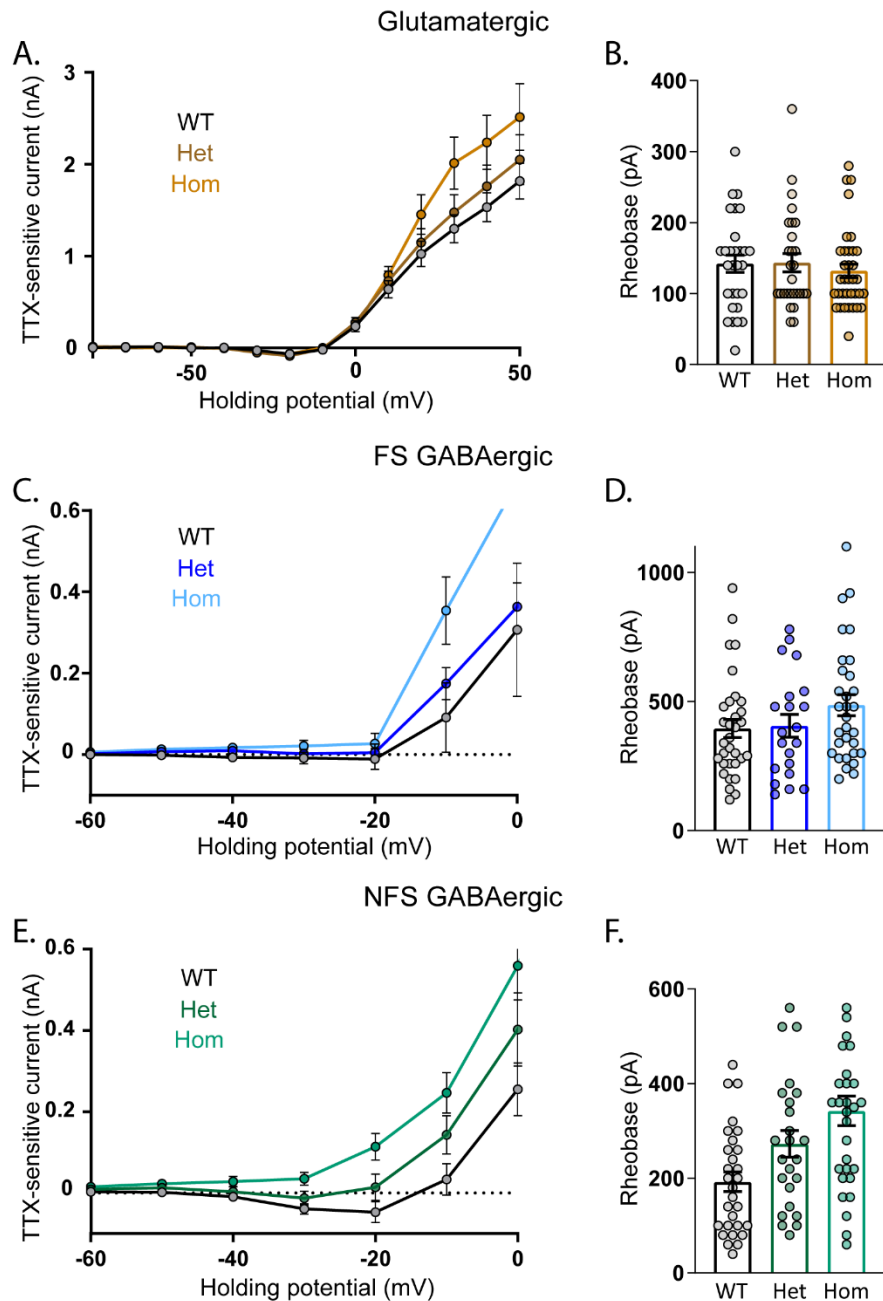 Glutamatergic
A.
TTX-sensitive current (nA)
3
2
1
0
WT
Het
Hom
-50
0
50
Holding potential (mV)
B.
Rheobase (pA)
400
300
200
100
0
WT
Het
Hom
FS GABAergic
C.
TTX-sensitive current (nA)
0.6
0.4
0.2
0
WT
Het
Hom
-60
-40
-20
0
Holding potential (mV)
D.
Rheobase (pA)
1000
500
0
WT
Het
Hom
NFS GABAergic
E.
TTX-sensitive current (nA)
0.6
0.4
0.2
0
WT
Het
Hom
-60
-40
-20
0
Holding potential (mV)
F.
Rheobase (pA)
600
400
200
0
WT
Het
Hom